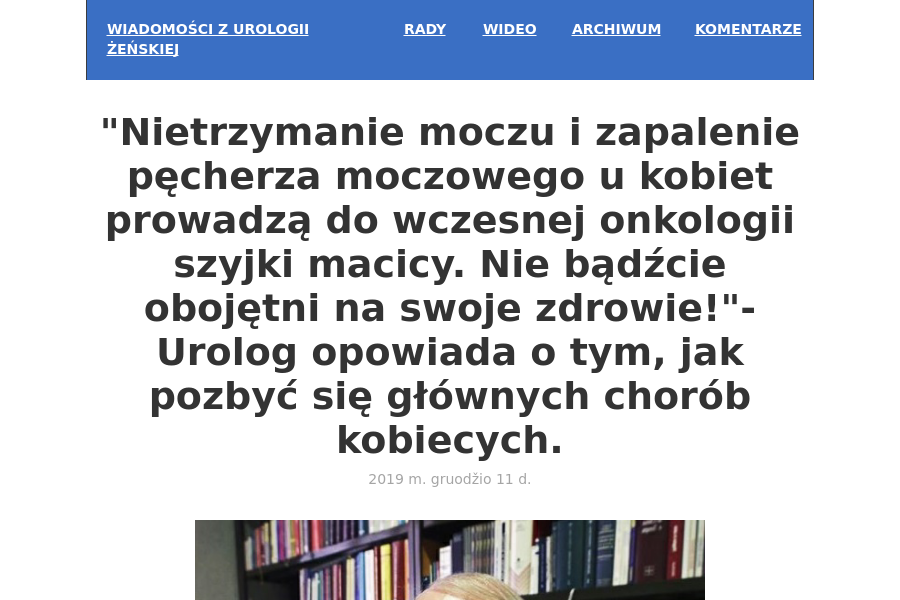 WIADOMOŚCI Z UROLOGII
ŻEŃSKIEJ
RADY
WIDEO
ARCHIWUM
KOMENTARZE
"Nietrzymanie moczu i zapalenie
pęcherza moczowego u kobiet
prowadzą do wczesnej onkologii
szyjki macicy. Nie bądźcie
obojętni na swoje zdrowie!"-
Urolog opowiada o tym, jak
pozbyć się głównych chorób
kobiecych.
2019 m. gruodžio 11 d.